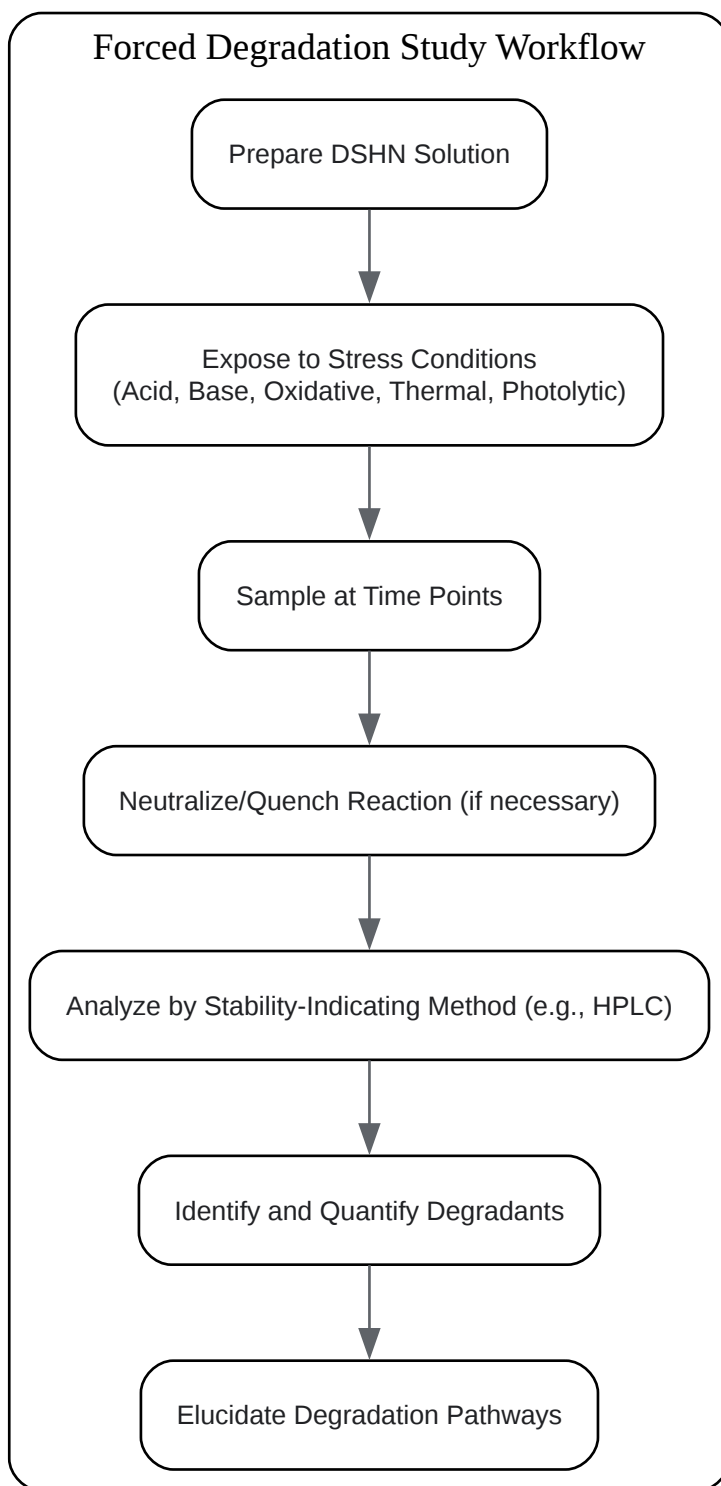 Forced Degradation Study Workflow
Prepare DSHN Solution
Expose to Stress Conditions
(Acid, Base, Oxidative, Thermal, Photolytic)
Sample at Time Points
Neutralize/Quench Reaction (if necessary)
Analyze by Stability-Indicating Method (e.g., HPLC)
Identify and Quantify Degradants
Elucidate Degradation Pathways